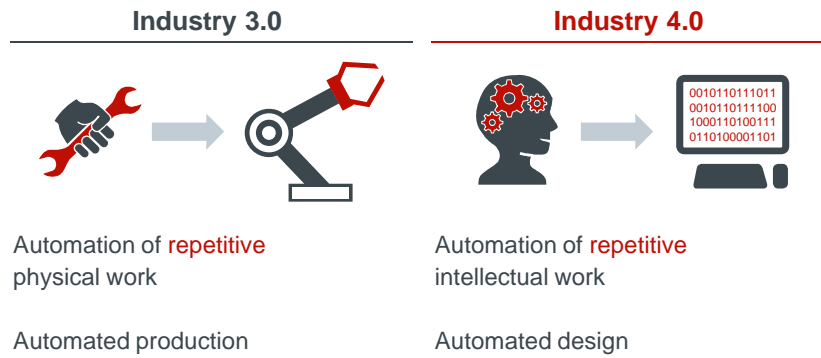 Industry 3.0
Industry 4.0
0010110111011
0010110111100
1000110100111
0110100001101
Automation of repetitive
physical work
Automation of repetitive
intellectual work
Automated production
Automated design